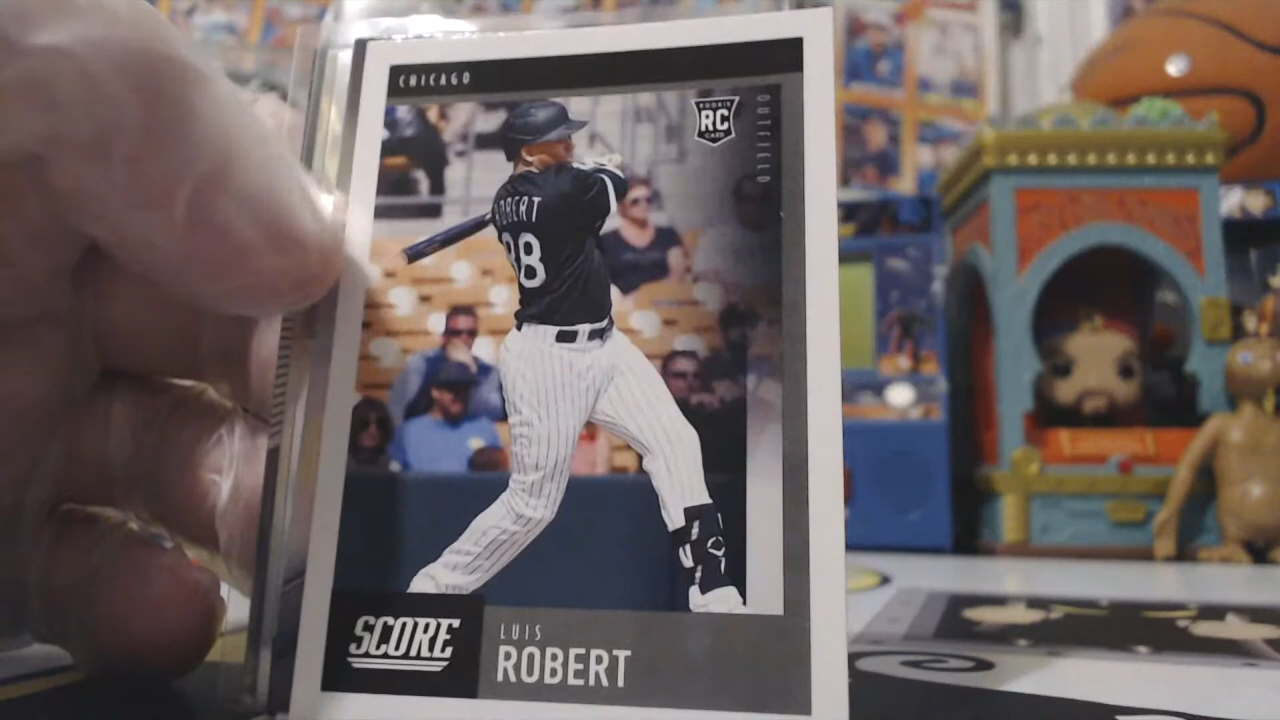 CHICAGO
ROOKIE
RC
CARD
OUTFIELD
ROBERT
88
SCORE
LUIS
ROBERT